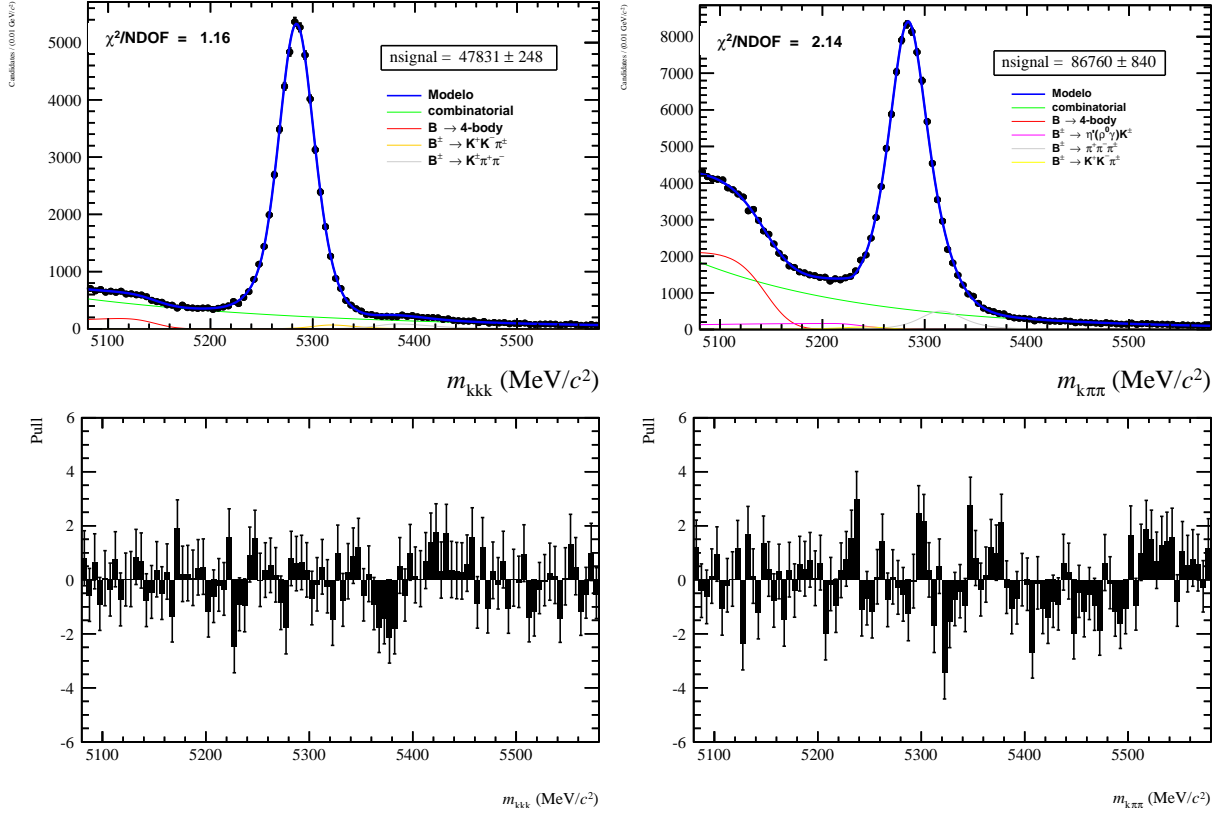 Candidates / (0.01 GeV/c²)
χ²/NDOF = 1.16
nsignal = 47831 ± 248
Modelo
combinatorial
B → 4-body
B± → K⁺K⁻π±
B± → K±π⁺π⁻
5000
4000
3000
2000
1000
0
5100 5200 5300 5400 5500
m_kkk (MeV/c²)
Candidates / (0.01 GeV/c²)
χ²/NDOF = 2.14
nsignal = 86760 ± 840
Modelo
combinatorial
B → 4-body
B± → η'(ρ⁰γ)K±
B± → π⁺π⁻π±
B± → K⁺K⁻π±
8000
7000
6000
5000
4000
3000
2000
1000
0
5100 5200 5300 5400 5500
m_kππ (MeV/c²)
Pull
6
4
2
0
-2
-4
-6
5100 5200 5300 5400 5500
m_kkk (MeV/c²)
Pull
6
4
2
0
-2
-4
-6
5100 5200 5300 5400 5500
m_kππ (MeV/c²)